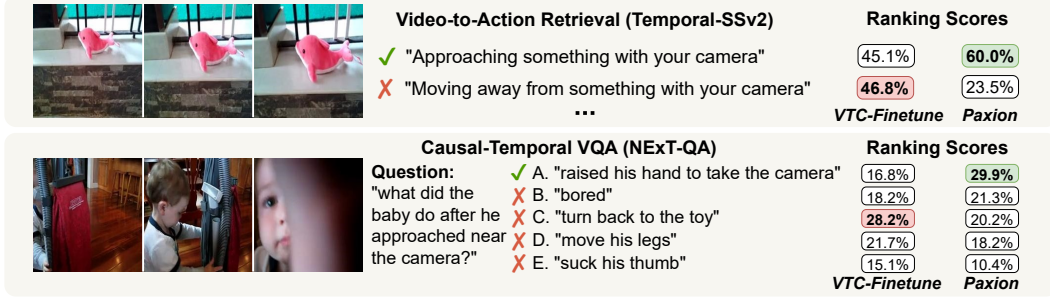 Video-to-Action Retrieval (Temporal-SSv2) Ranking Scores
✓ "Approaching something with your camera" 45.1% 60.0%
✗ "Moving away from something with your camera" 46.8% 23.5%
...
VTC-Finetune Paxion
Causal-Temporal VQA (NExT-QA) Ranking Scores
Question:
"what did the
baby do after he
approached near
the camera?"
✓ A. "raised his hand to take the camera" 16.8% 29.9%
✗ B. "bored" 18.2% 21.3%
✗ C. "turn back to the toy" 28.2% 20.2%
✗ D. "move his legs" 21.7% 18.2%
✗ E. "suck his thumb" 15.1% 10.4%
VTC-Finetune Paxion